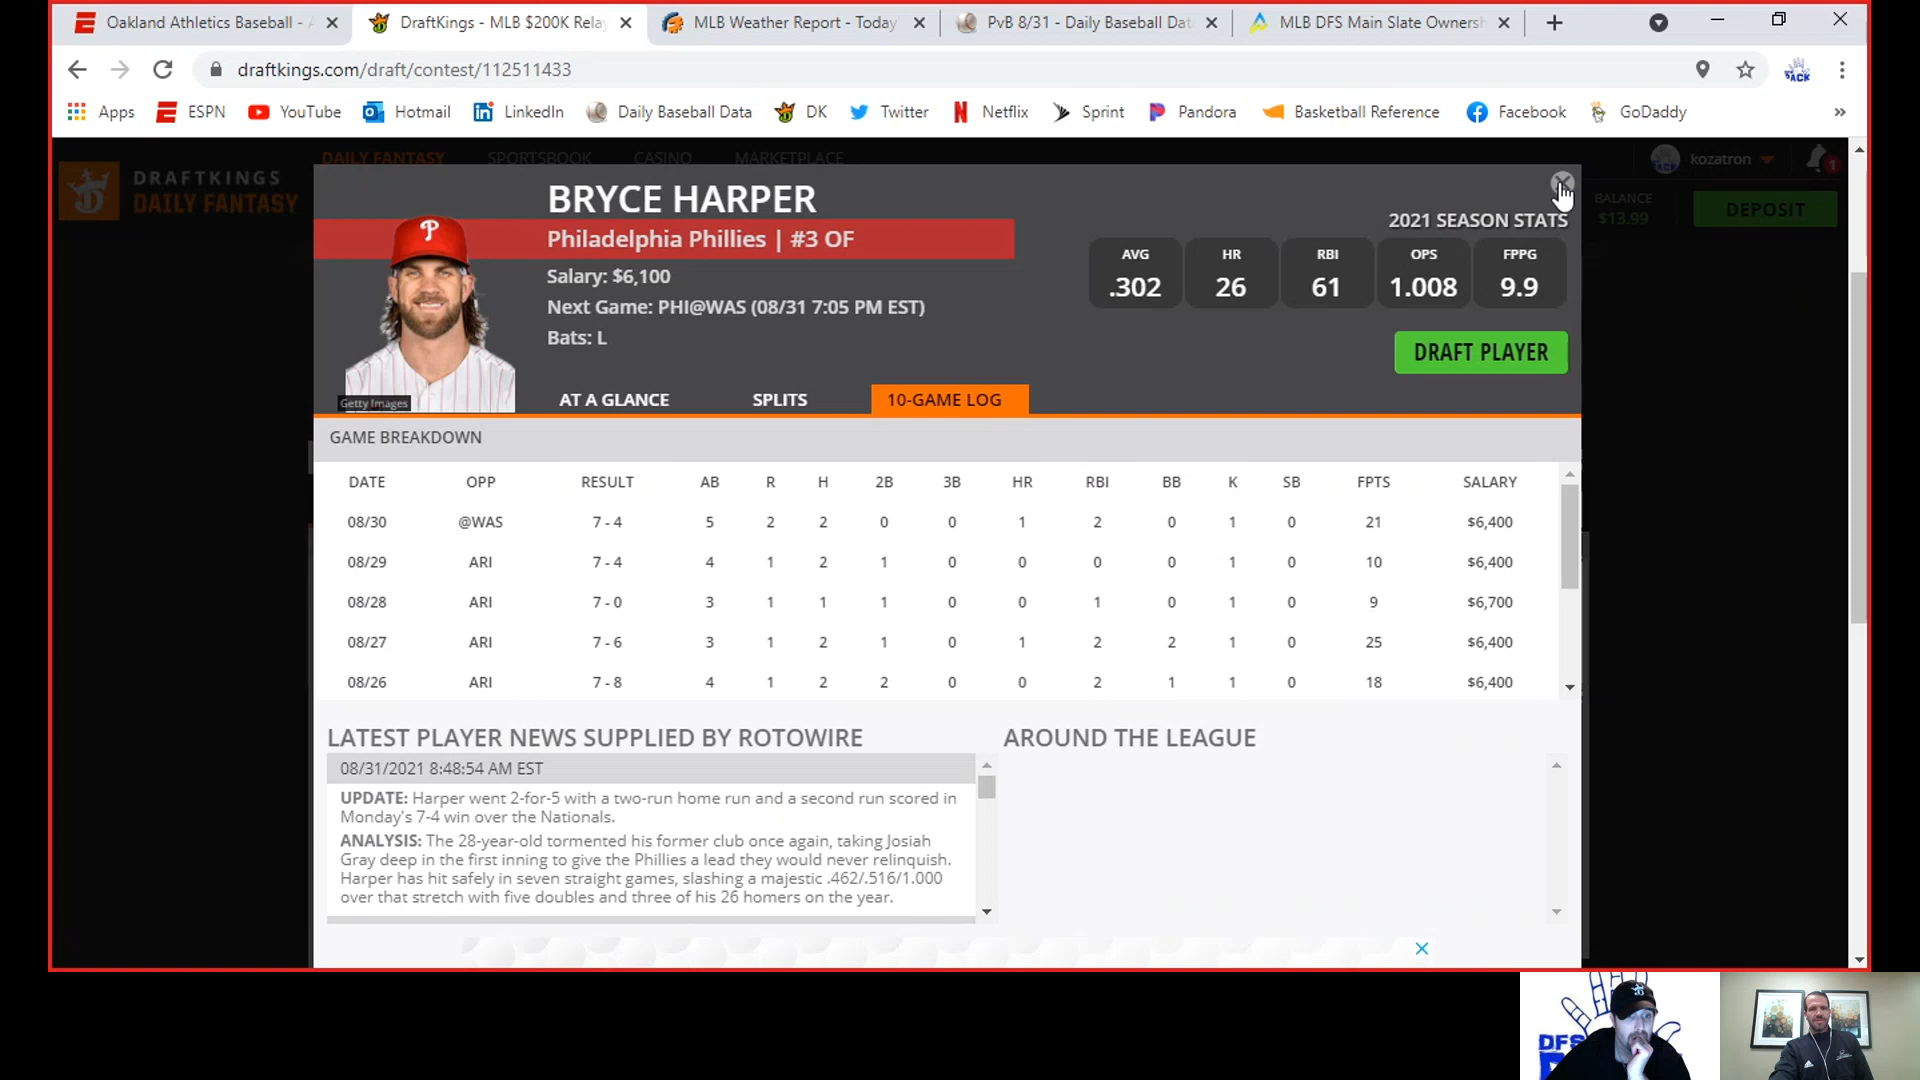 Oakland Athletics Baseball - A
DraftKings - MLB $200K Relay
MLB Weather Report - Today'
PvB 8/31 - Daily Baseball Dat
MLB DFS Main Slate Ownersh
draftkings.com/draft/contest/112511433
Apps ESPN YouTube Hotmail LinkedIn Daily Baseball Data DK Twitter Netflix Sprint Pandora Basketball Reference Facebook GoDaddy »
DAILY FANTASY SPORTSBOOK CASINO MARKETPLACE kozatron 1
DRAFTKINGS
DAILY FANTASY
BALANCE
$13.99
DEPOSIT
BRYCE HARPER
Philadelphia Phillies | #3 OF
Salary: $6,100
Next Game: PHI@WAS (08/31 7:05 PM EST)
Bats: L
Getty Images
2021 SEASON STATS
AVG HR RBI OPS FPPG
.302 26 61 1.008 9.9
DRAFT PLAYER
AT A GLANCE SPLITS 10-GAME LOG
GAME BREAKDOWN
DATE OPP RESULT AB R H 2B 3B HR RBI BB K SB FPTS SALARY
08/30 @WAS 7 - 4 5 2 2 0 0 1 2 0 1 0 21 $6,400
08/29 ARI 7 - 4 4 1 2 1 0 0 0 0 1 0 10 $6,400
08/28 ARI 7 - 0 3 1 1 1 0 0 1 0 1 0 9 $6,700
08/27 ARI 7 - 6 3 1 2 1 0 1 2 2 1 0 25 $6,400
08/26 ARI 7 - 8 4 1 2 2 0 0 2 1 1 0 18 $6,400
LATEST PLAYER NEWS SUPPLIED BY ROTOWIRE
08/31/2021 8:48:54 AM EST
UPDATE: Harper went 2-for-5 with a two-run home run and a second run scored in
Monday's 7-4 win over the Nationals.
ANALYSIS: The 28-year-old tormented his former club once again, taking Josiah
Gray deep in the first inning to give the Phillies a lead they would never relinquish.
Harper has hit safely in seven straight games, slashing a majestic .462/.516/1.000
over that stretch with five doubles and three of his 26 homers on the year.
AROUND THE LEAGUE
DFS